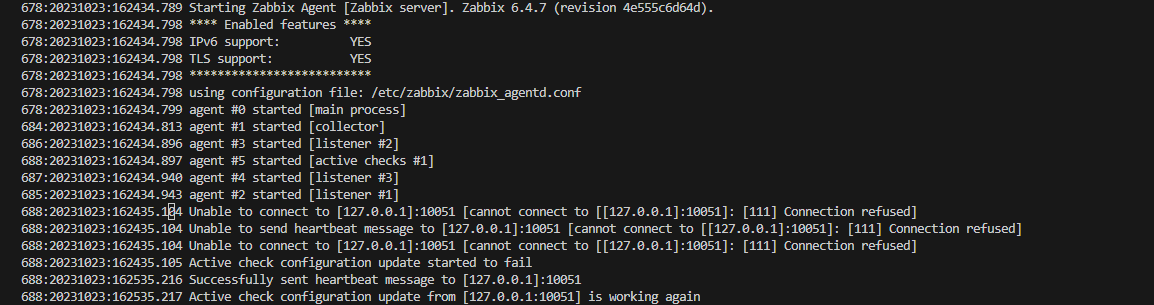 678:20231023:162434.789 Starting Zabbix Agent [Zabbix server]. Zabbix 6.4.7 (revision 4e555c6d64d).
678:20231023:162434.798 **** Enabled features ****
678:20231023:162434.798 IPv6 support:          YES
678:20231023:162434.798 TLS support:           YES
678:20231023:162434.798 **************************
678:20231023:162434.798 using configuration file: /etc/zabbix/zabbix_agentd.conf
678:20231023:162434.799 agent #0 started [main process]
684:20231023:162434.813 agent #1 started [collector]
686:20231023:162434.896 agent #3 started [listener #2]
688:20231023:162434.897 agent #5 started [active checks #1]
687:20231023:162434.940 agent #4 started [listener #3]
685:20231023:162434.943 agent #2 started [listener #1]
688:20231023:162435.104 Unable to connect to [127.0.0.1]:10051 [cannot connect to [[127.0.0.1]:10051]: [111] Connection refused]
688:20231023:162435.104 Unable to send heartbeat message to [127.0.0.1]:10051 [cannot connect to [[127.0.0.1]:10051]: [111] Connection refused]
688:20231023:162435.104 Unable to connect to [127.0.0.1]:10051 [cannot connect to [[127.0.0.1]:10051]: [111] Connection refused]
688:20231023:162435.105 Active check configuration update started to fail
688:20231023:162535.216 Successfully sent heartbeat message to [127.0.0.1]:10051
688:20231023:162535.217 Active check configuration update from [127.0.0.1:10051] is working again